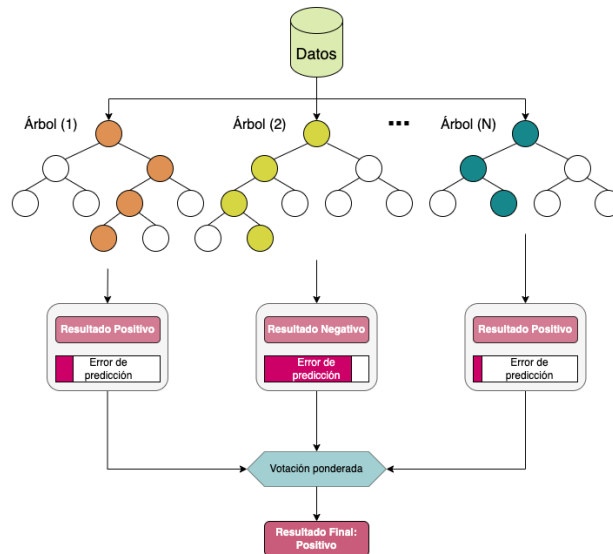 Datos
Árbol (1)
Árbol (2)
...
Árbol (N)
Resultado Positivo
Error de
predicción
Resultado Negativo
Error de
predicción
Resultado Positivo
Error de
predicción
Votación ponderada
Resultado Final:
Positivo